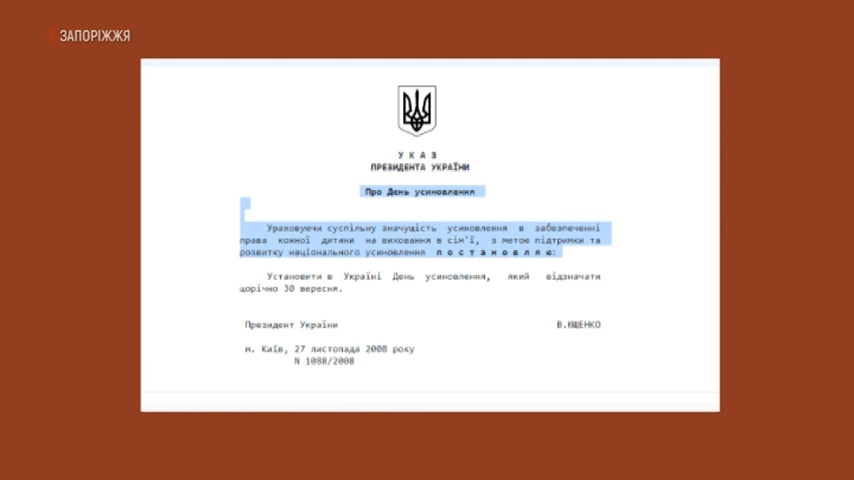 ЗАПОРІЖЖЯ
У К А З
ПРЕЗИДЕНТА УКРАЇНИ
Про День усиновлення
Ураховуючи суспільну значущість усиновлення в забезпеченні
права кожної дитини на виховання в сім'ї, з метою підтримки та
розвитку національного усиновлення п о с т а н о в л я ю:
Установити в Україні День усиновлення, який відзначати
щорічно 30 вересня.
Президент України В.ЮЩЕНКО
м. Київ, 27 листопада 2008 року
N 1088/2008